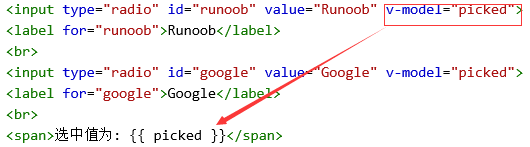 <input type="radio" id="runoob" value="Runoob" v-model="picked">
<label for="runoob">Runoob</label>
<br>
<input type="radio" id="google" value="Google" v-model="picked">
<label for="google">Google</label>
<br>
<span>选中值为: {{ picked }}</span>